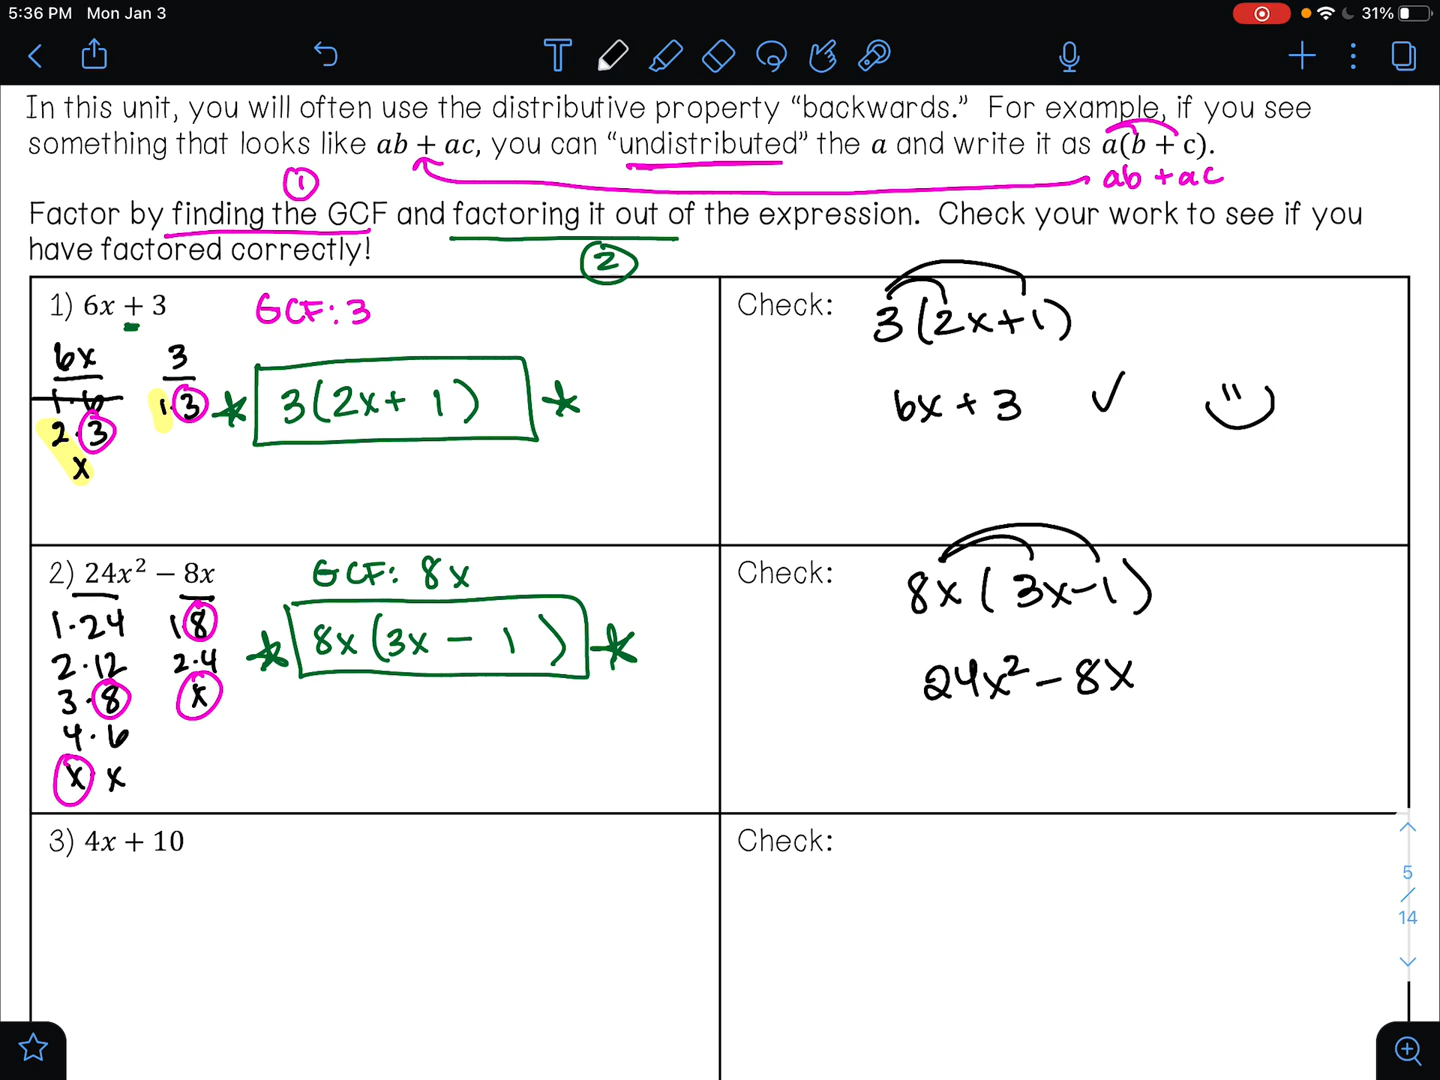 5:36 PM Mon Jan 3
31%
In this unit, you will often use the distributive property “backwards.” For example, if you see
something that looks like ab + ac, you can “undistributed” the a and write it as a(b + c).
① ab + ac
Factor by finding the GCF and factoring it out of the expression. Check your work to see if you
have factored correctly!
②
1) 6x + 3 GCF: 3
6x 3
1·6 1·3
2·3
x
* 3(2x + 1) *
Check: 3(2x+1)
6x + 3 ✓
2) 24x² − 8x GCF: 8x
1·24 1·8
2·12 2·4
3·8 x
4·6
x x
* 8x(3x − 1) *
Check: 8x(3x−1)
24x² − 8x
3) 4x + 10
Check:
5
/
14